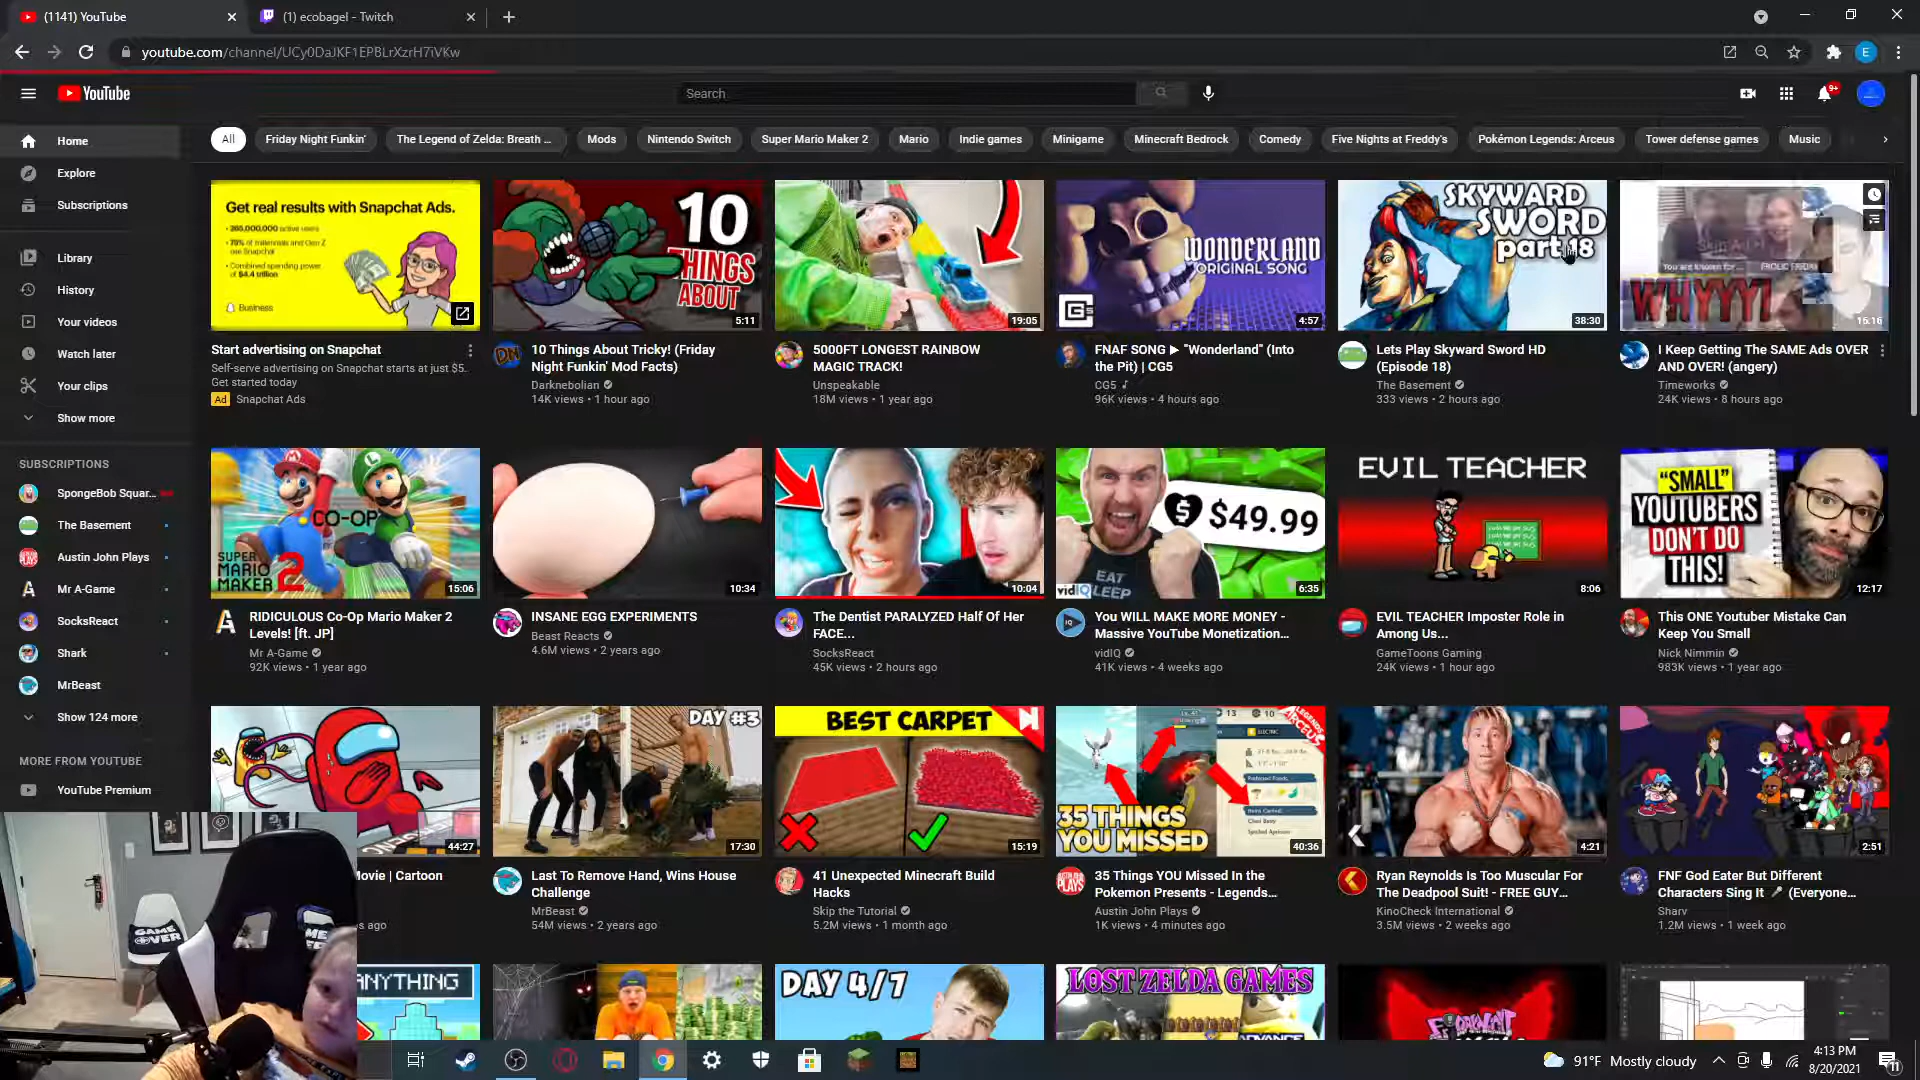 (1141) YouTube
(1) ecobagel - Twitch
youtube.com/channel/UCy0DaJKF1EPBLrXzrH7iVKw
E
YouTube
Search
9+
Home
Explore
Subscriptions
Library
History
Your videos
Watch later
Your clips
Show more
SUBSCRIPTIONS
SpongeBob Squar...
The Basement
Austin John Plays
Mr A-Game
SocksReact
Shark
MrBeast
Show 124 more
MORE FROM YOUTUBE
YouTube Premium
All
Friday Night Funkin'
The Legend of Zelda: Breath ...
Mods
Nintendo Switch
Super Mario Maker 2
Mario
Indie games
Minigame
Minecraft Bedrock
Comedy
Five Nights at Freddy's
Pokémon Legends: Arceus
Tower defense games
Music
Get real results with Snapchat Ads.
Business
Start advertising on Snapchat
Self-serve advertising on Snapchat starts at just $5.
Get started today
Ad Snapchat Ads
10
THINGS
ABOUT
5:11
10 Things About Tricky! (Friday
Night Funkin' Mod Facts)
Darknebolian
14K views • 1 hour ago
19:05
5000FT LONGEST RAINBOW
MAGIC TRACK!
Unspeakable
18M views • 1 year ago
WONDERLAND
ORIGINAL SONG
4:57
FNAF SONG ▶ "Wonderland" (Into
the Pit) | CG5
CG5
96K views • 4 hours ago
SKYWARD
SWORD
part 18
38:30
Lets Play Skyward Sword HD
(Episode 18)
The Basement
333 views • 2 hours ago
WHYYY!
15:16
I Keep Getting The SAME Ads OVER
AND OVER! (angery)
Timeworks
24K views • 8 hours ago
CO-OP
SUPER
MARIO
MAKER 2
15:06
RIDICULOUS Co-Op Mario Maker 2
Levels! [ft. JP]
Mr A-Game
92K views • 1 year ago
10:34
INSANE EGG EXPERIMENTS
Beast Reacts
4.6M views • 2 years ago
10:04
The Dentist PARALYZED Half Of Her
FACE...
SocksReact
45K views • 2 hours ago
$49.99
EAT
SLEEP
vidIQ
6:35
You WILL MAKE MORE MONEY -
Massive YouTube Monetization...
vidIQ
41K views • 4 weeks ago
EVIL TEACHER
8:06
EVIL TEACHER Imposter Role in
Among Us...
GameToons Gaming
24K views • 1 hour ago
"SMALL"
YOUTUBERS
DON'T DO
THIS!
12:17
This ONE Youtuber Mistake Can
Keep You Small
Nick Nimmin
983K views • 1 year ago
44:27
Movie | Cartoon
s ago
DAY #3
17:30
Last To Remove Hand, Wins House
Challenge
MrBeast
54M views • 2 years ago
BEST CARPET
15:19
41 Unexpected Minecraft Build
Hacks
Skip the Tutorial
5.2M views • 1 month ago
35 THINGS
YOU MISSED
40:36
35 Things YOU Missed In the
Pokemon Presents - Legends...
Austin John Plays
1K views • 4 minutes ago
4:21
Ryan Reynolds Is Too Muscular For
The Deadpool Suit! - FREE GUY...
KinoCheck International
3.5M views • 2 weeks ago
2:51
FNF God Eater But Different
Characters Sing It 🎤 (Everyone...
Sharv
1.2M views • 1 week ago
GAME
OVER
ANYTHING
DAY 4/7
LOST ZELDA GAMES
91°F Mostly cloudy
4:13 PM
8/20/2021
11